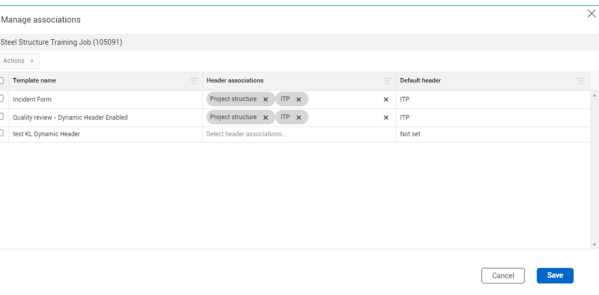 Manage associations
Steel Structure Training Job (105091)
Actions
Template name Header associations Default header
Incident Form Project structure ITP ITP
Quality review - Dynamic Header Enabled Project structure ITP ITP
test KL Dynamic Header Select header associations... Not set
Cancel Save